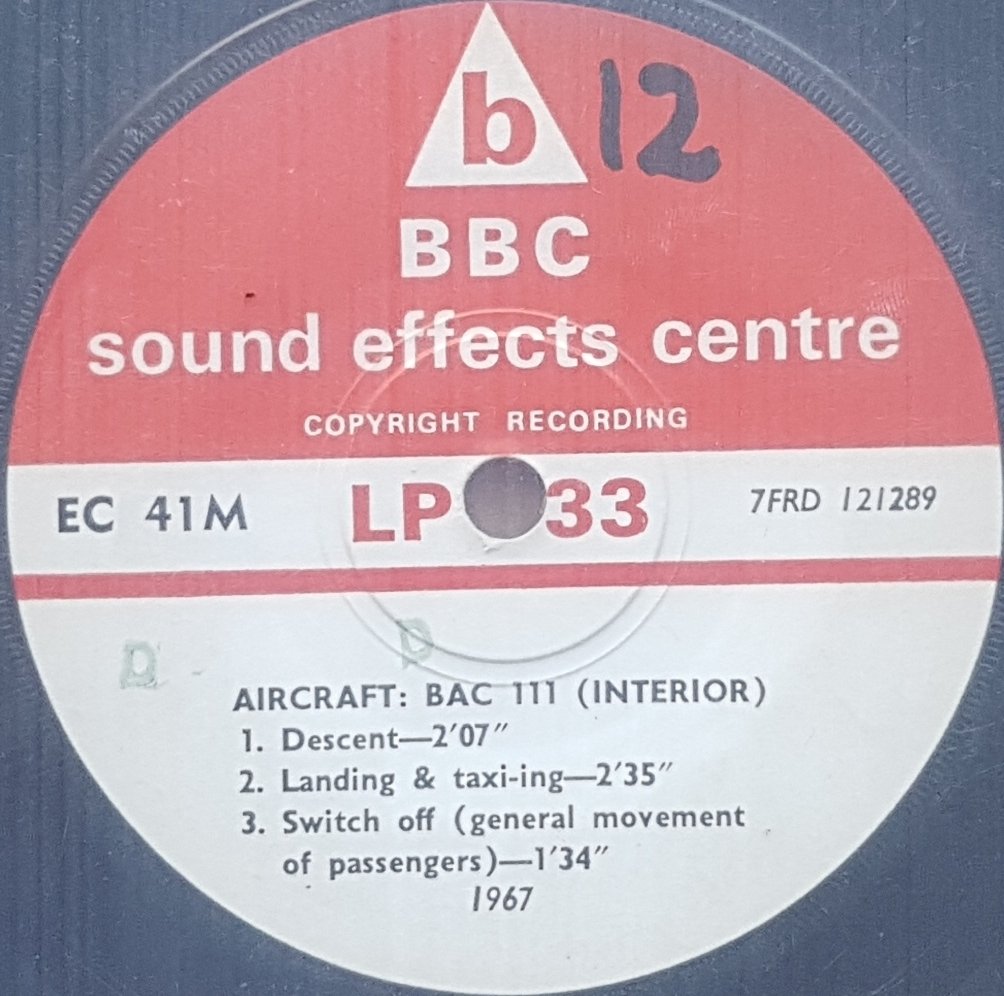 b 12
BBC
sound effects centre
COPYRIGHT RECORDING
EC 41M LP 33 7FRD 121289
D D
AIRCRAFT: BAC 111 (INTERIOR)
1. Descent—2′07″
2. Landing & taxi-ing—2′35″
3. Switch off (general movement
of passengers)—1′34″
1967